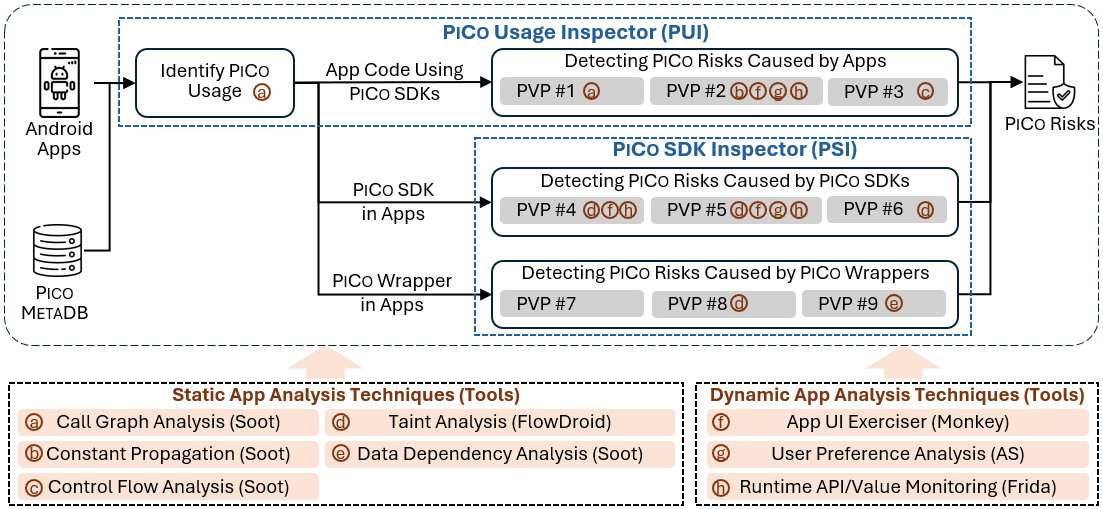 PICO Usage Inspector (PUI)
Identify PICO
Usage ⓐ
App Code Using
PICO SDKs
Detecting PICO Risks Caused by Apps
PVP #1 ⓐ
PVP #2 ⓑⓕⓖⓗ
PVP #3 ⓒ
Android
Apps
PICO Risks
PICO SDK Inspector (PSI)
PICO SDK
in Apps
Detecting PICO Risks Caused by PICO SDKs
PVP #4 ⓓⓕⓗ
PVP #5 ⓓⓕⓖⓗ
PVP #6 ⓓ
PICO
METADB
PICO Wrapper
in Apps
Detecting PICO Risks Caused by PICO Wrappers
PVP #7
PVP #8 ⓓ
PVP #9 ⓔ
Static App Analysis Techniques (Tools)
ⓐ Call Graph Analysis (Soot)
ⓓ Taint Analysis (FlowDroid)
ⓑ Constant Propagation (Soot)
ⓔ Data Dependency Analysis (Soot)
ⓒ Control Flow Analysis (Soot)
Dynamic App Analysis Techniques (Tools)
ⓕ App UI Exerciser (Monkey)
ⓖ User Preference Analysis (AS)
ⓗ Runtime API/Value Monitoring (Frida)